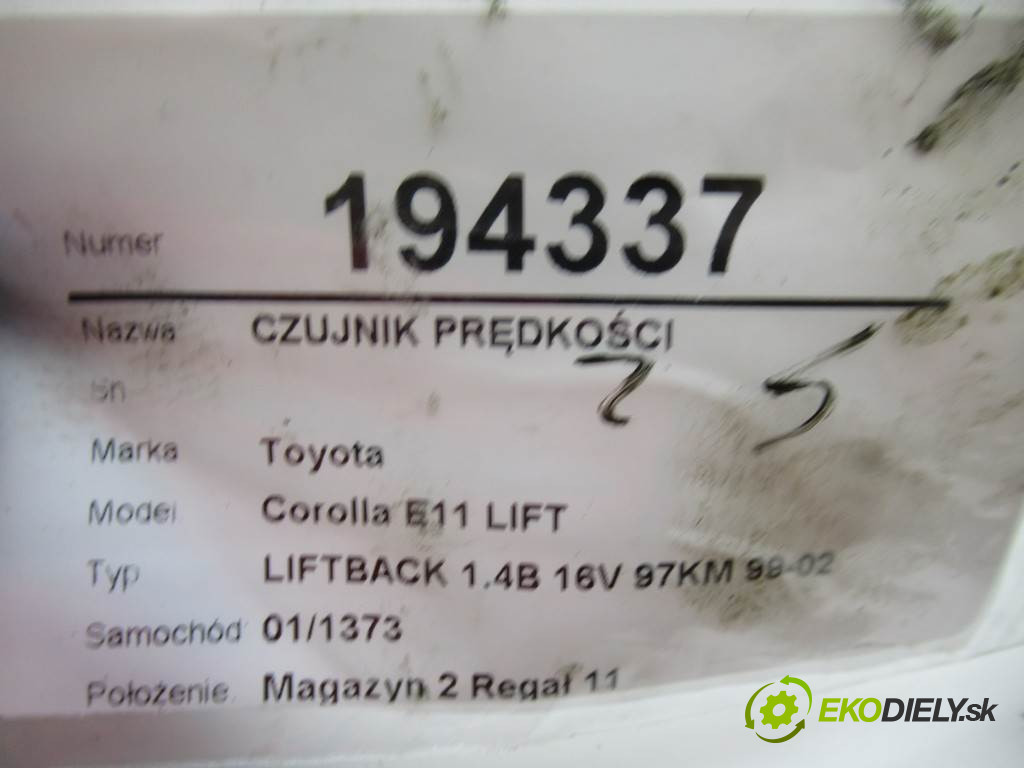 Numer 194337
Nazwa CZUJNIK PRĘDKOŚCI
Sn
25
Marka Toyota
Model Corolla E11 LIFT
Typ LIFTBACK 1.4B 16V 97KM 99-02
Samochód 01/1373
Położenie Magazyn 2 Regał 11
EKODIELY.sk